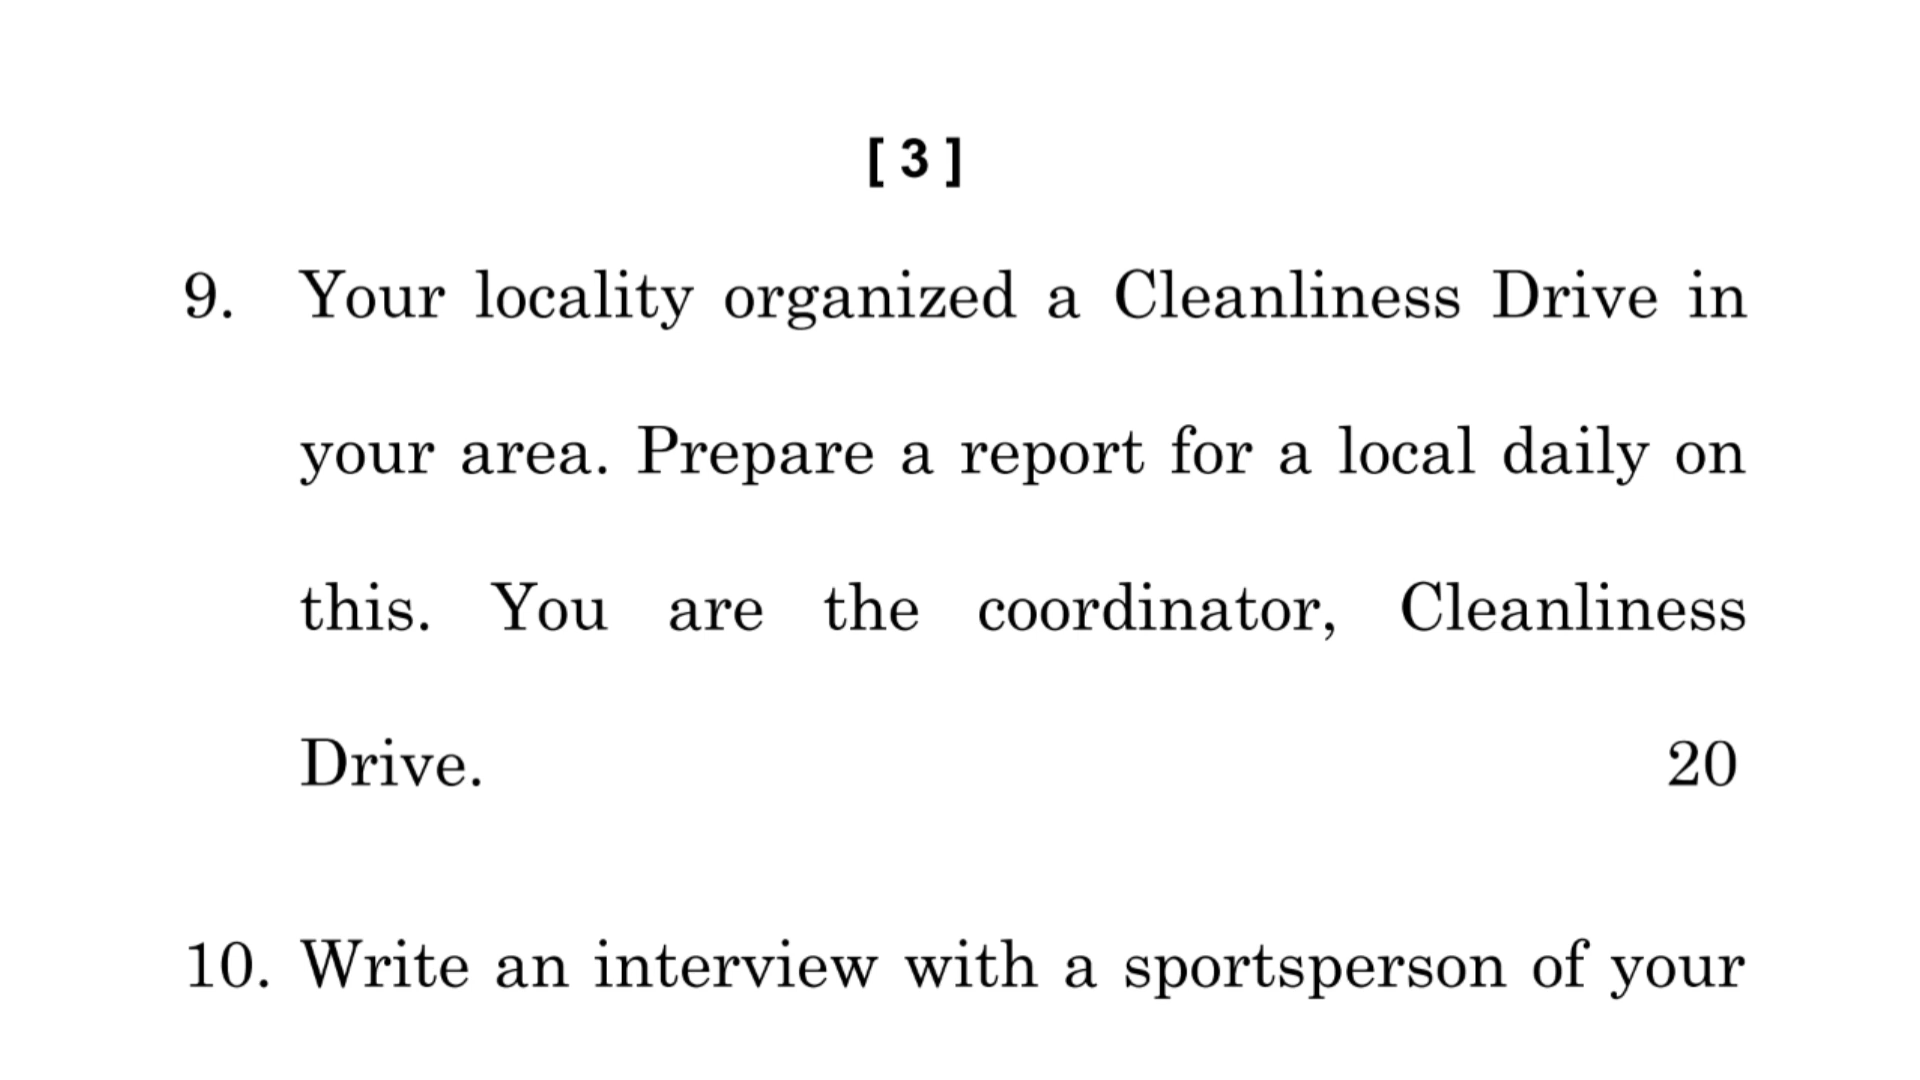 [ 3 ]
9. Your locality organized a Cleanliness Drive in
your area. Prepare a report for a local daily on
this. You are the coordinator, Cleanliness
Drive. 20
10. Write an interview with a sportsperson of your